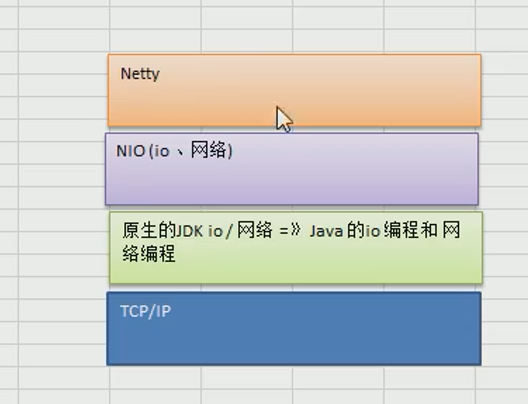 Netty
NIO (io 、网络)
原生的JDK io / 网络 =》 Java 的io 编程和 网
络编程
TCP/IP